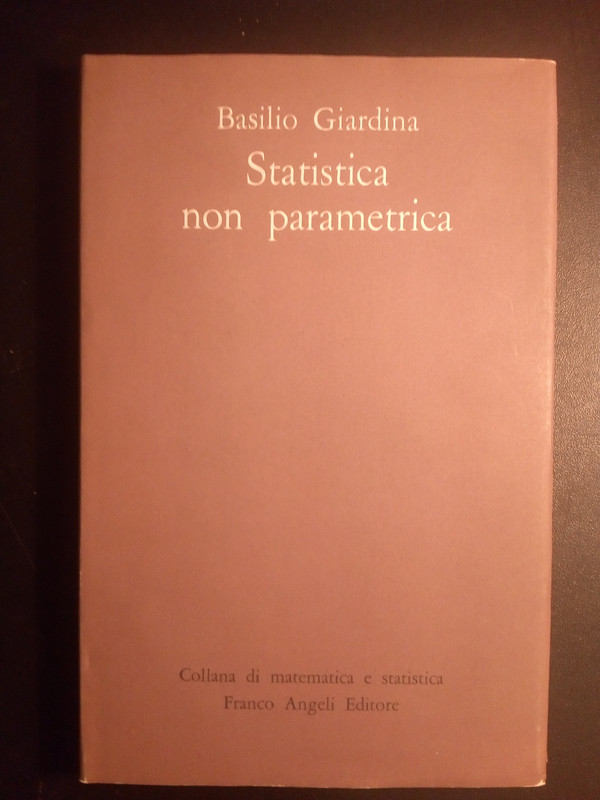 Basilio Giardina
Statistica
non parametrica
Collana di matematica e statistica
Franco Angeli Editore